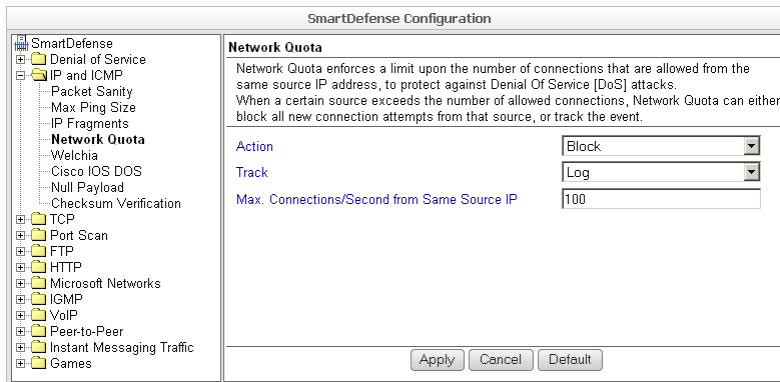 SmartDefense Configuration
SmartDefense
Denial of Service
IP and ICMP
Packet Sanity
Max Ping Size
IP Fragments
Network Quota
Welchia
Cisco IOS DOS
Null Payload
Checksum Verification
TCP
Port Scan
FTP
HTTP
Microsoft Networks
IGMP
VoIP
Peer-to-Peer
Instant Messaging Traffic
Games
Network Quota
Network Quota enforces a limit upon the number of connections that are allowed from the
same source IP address, to protect against Denial Of Service [DoS] attacks.
When a certain source exceeds the number of allowed connections, Network Quota can either
block all new connection attempts from that source, or track the event.
Action Block
Track Log
Max. Connections/Second from Same Source IP 100
Apply Cancel Default